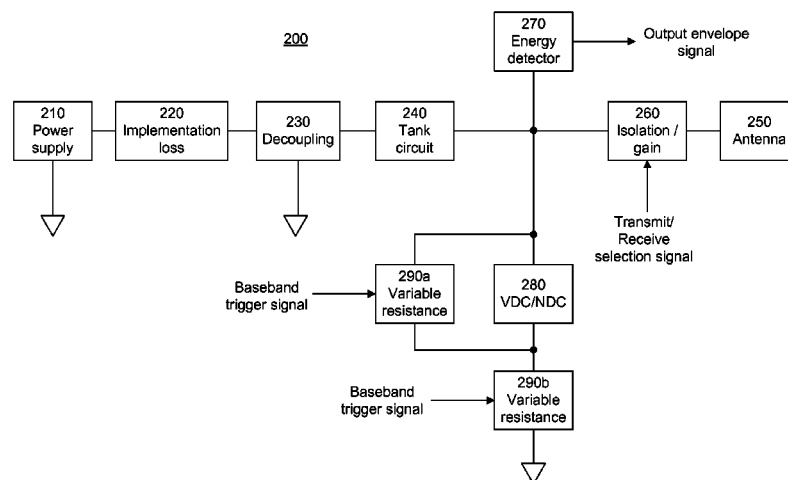 200
270
Energy
detector
Output envelope
signal
210
Power
supply
220
Implementation
loss
230
Decoupling
240
Tank
circuit
260
Isolation /
gain
250
Antenna
Transmit/
Receive
selection signal
Baseband
trigger signal
290a
Variable
resistance
280
VDC/NDC
Baseband
trigger signal
290b
Variable
resistance